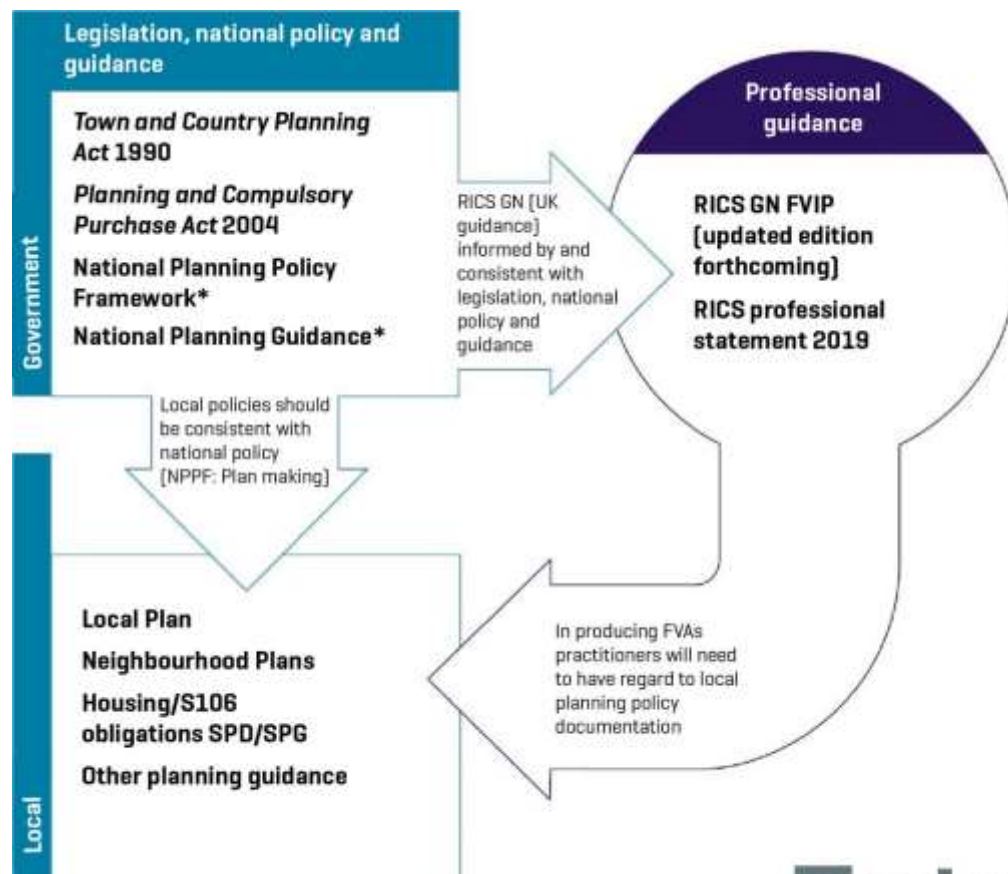 Legislation, national policy and
guidance
Government
Town and Country Planning
Act 1990
Planning and Compulsory
Purchase Act 2004
National Planning Policy
Framework*
National Planning Guidance*
RICS GN [UK
guidance]
informed by and
consistent with
legislation, national
policy and
guidance
Professional
guidance
RICS GN FVIP
[updated edition
forthcoming]
RICS professional
statement 2019
Local policies should
be consistent with
national policy
[NPPF: Plan making]
Local
Local Plan
Neighbourhood Plans
Housing/S106
obligations SPD/SPG
Other planning guidance
In producing FVAs
practitioners will need
to have regard to local
planning policy
documentation